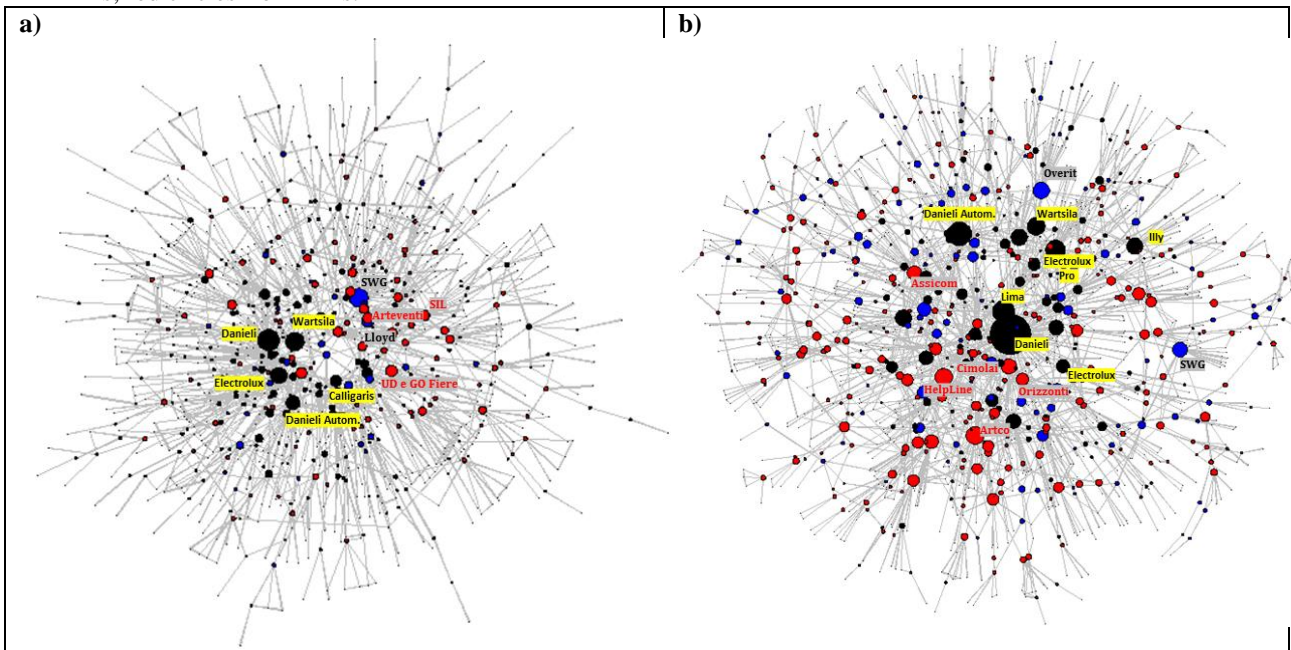 a)
b)
SWG
SIL
Arteventi
Wartsila
Danieli
Lloyd
UD e GO Fiere
Electrolux
Calligaris
Danieli Autom.
Overit
Danieli Autom.
Wartsila
Illy
Electrolux
Pro
Assicom
Lima
Danieli
SWG
Cimolai
Electrolux
HelpLine
Orizzonti
Artco